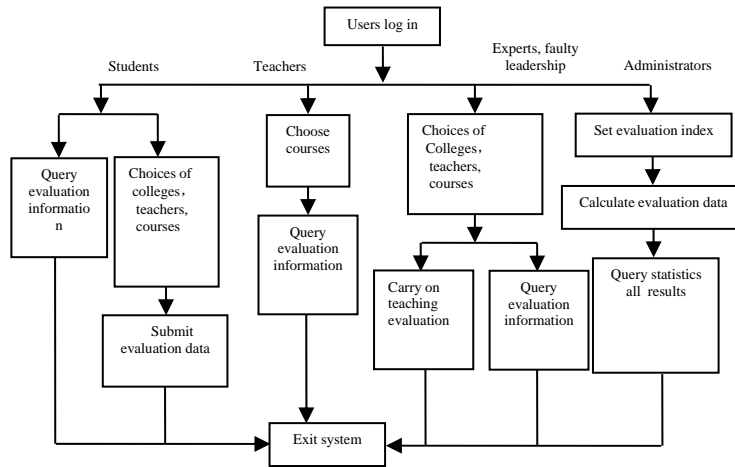 Users log in
Students
Teachers
Experts, faulty
leadership
Administrators
Query
evaluation
informatio
n
Choices of
colleges，
teachers,
courses
Submit
evaluation data
Choose
courses
Query
evaluation
information
Choices of
Colleges,
teachers,
courses
Carry on
teaching
evaluation
Query
evaluation
information
Set evaluation index
Calculate evaluation data
Query statistics
all results
Exit system